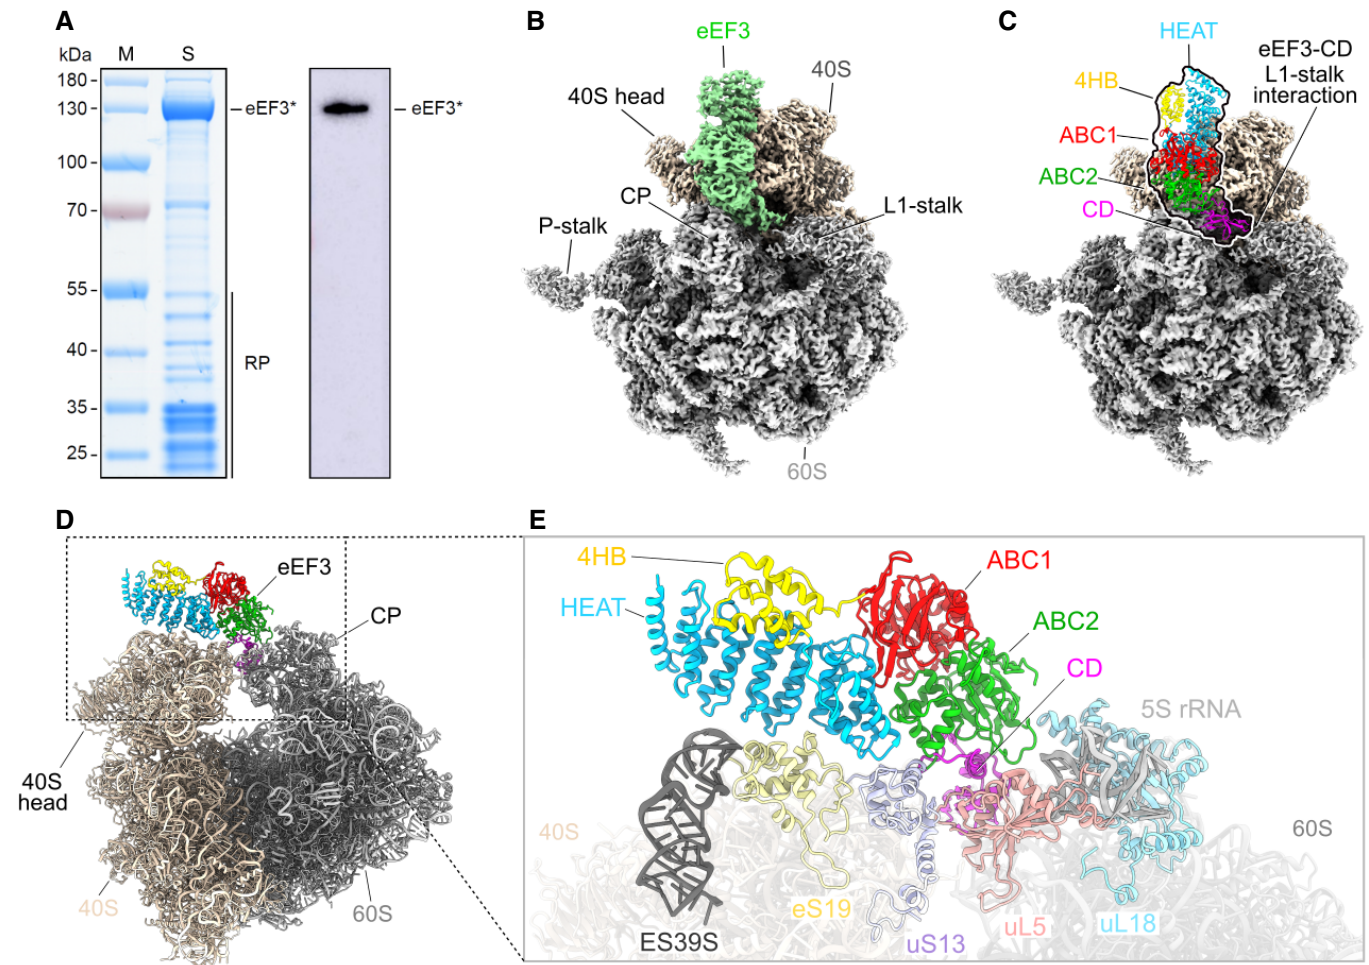 A
kDa
M
S
180
130
100
70
55
40
35
25
eEF3*
RP
eEF3*
B
eEF3
40S
40S head
CP
L1-stalk
P-stalk
60S
C
HEAT
eEF3-CD
L1-stalk
interaction
4HB
ABC1
ABC2
CD
D
eEF3
CP
40S
head
40S
60S
E
4HB
ABC1
HEAT
ABC2
CD
5S rRNA
40S
60S
eS19
ES39S
uS13
uL5
uL18